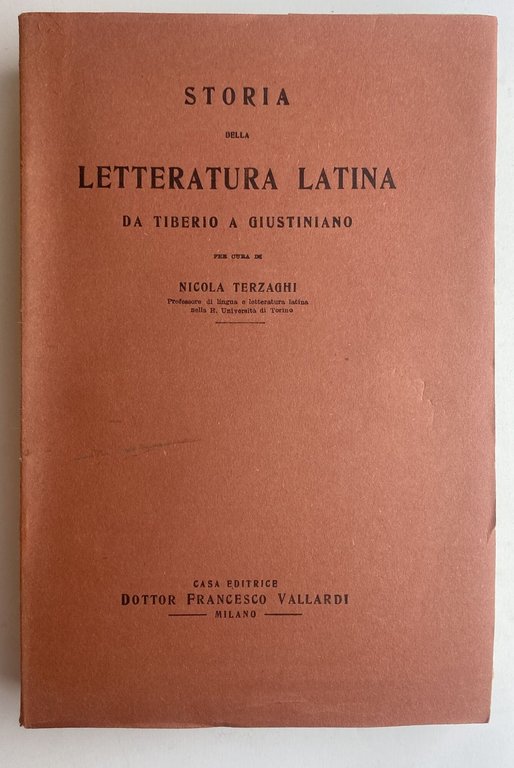 STORIA
DELLA
LETTERATURA LATINA
DA TIBERIO A GIUSTINIANO
PER CURA DI
NICOLA TERZAGHI
Professore di lingua e letteratura latina
nella R. Università di Torino
CASA EDITRICE
DOTTOR FRANCESCO VALLARDI
MILANO